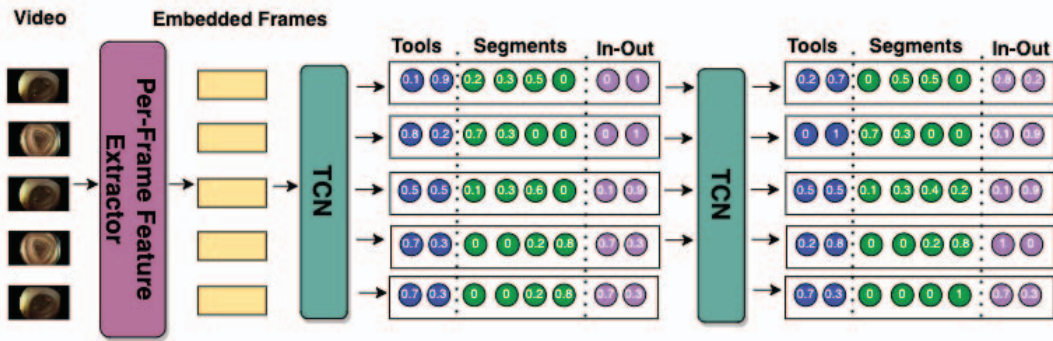 Video
Embedded Frames
Per-Frame Feature
Extractor
TCN
Tools Segments In-Out
0.1 0.9 0.2 0.3 0.5 0 0 1
0.8 0.2 0.7 0.3 0 0 0 1
0.5 0.5 0.1 0.3 0.6 0 0.1 0.9
0.7 0.3 0 0 0.2 0.8 0.7 0.3
0.7 0.3 0 0 0.2 0.8 0.7 0.3
TCN
Tools Segments In-Out
0.2 0.7 0 0.5 0.5 0 0.8 0.2
0 1 0.7 0.3 0 0 0.1 0.9
0.5 0.5 0.1 0.3 0.4 0.2 0.1 0.9
0.2 0.8 0 0 0.2 0.8 1 0
0.7 0.3 0 0 0 1 0.7 0.3